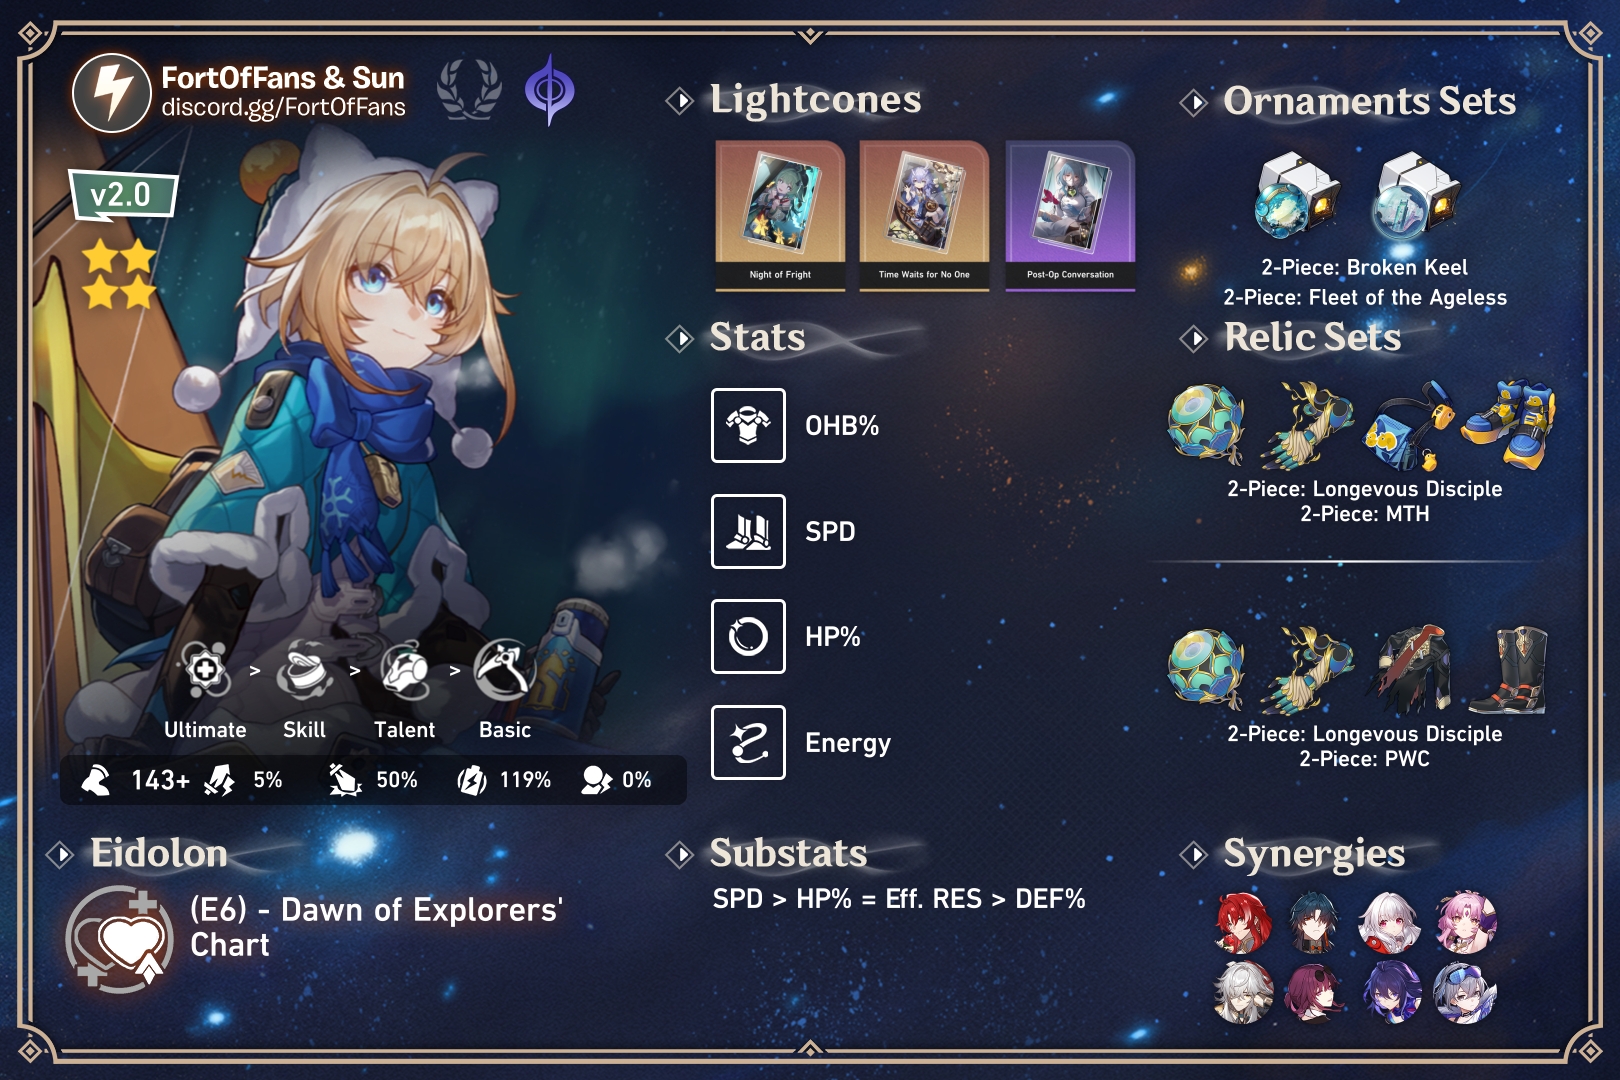 FortOfFans & Sun
discord.gg/FortOfFans
v2.0
Ultimate > Skill > Talent > Basic
143+ 5% 50% 119% 0%
Eidolon
(E6) - Dawn of Explorers'
Chart
Lightcones
Night of Fright
Time Waits for No One
Post-Op Conversation
Stats
OHB%
SPD
HP%
Energy
Substats
SPD > HP% = Eff. RES > DEF%
Ornaments Sets
2-Piece: Broken Keel
2-Piece: Fleet of the Ageless
Relic Sets
2-Piece: Longevous Disciple
2-Piece: MTH
2-Piece: Longevous Disciple
2-Piece: PWC
Synergies